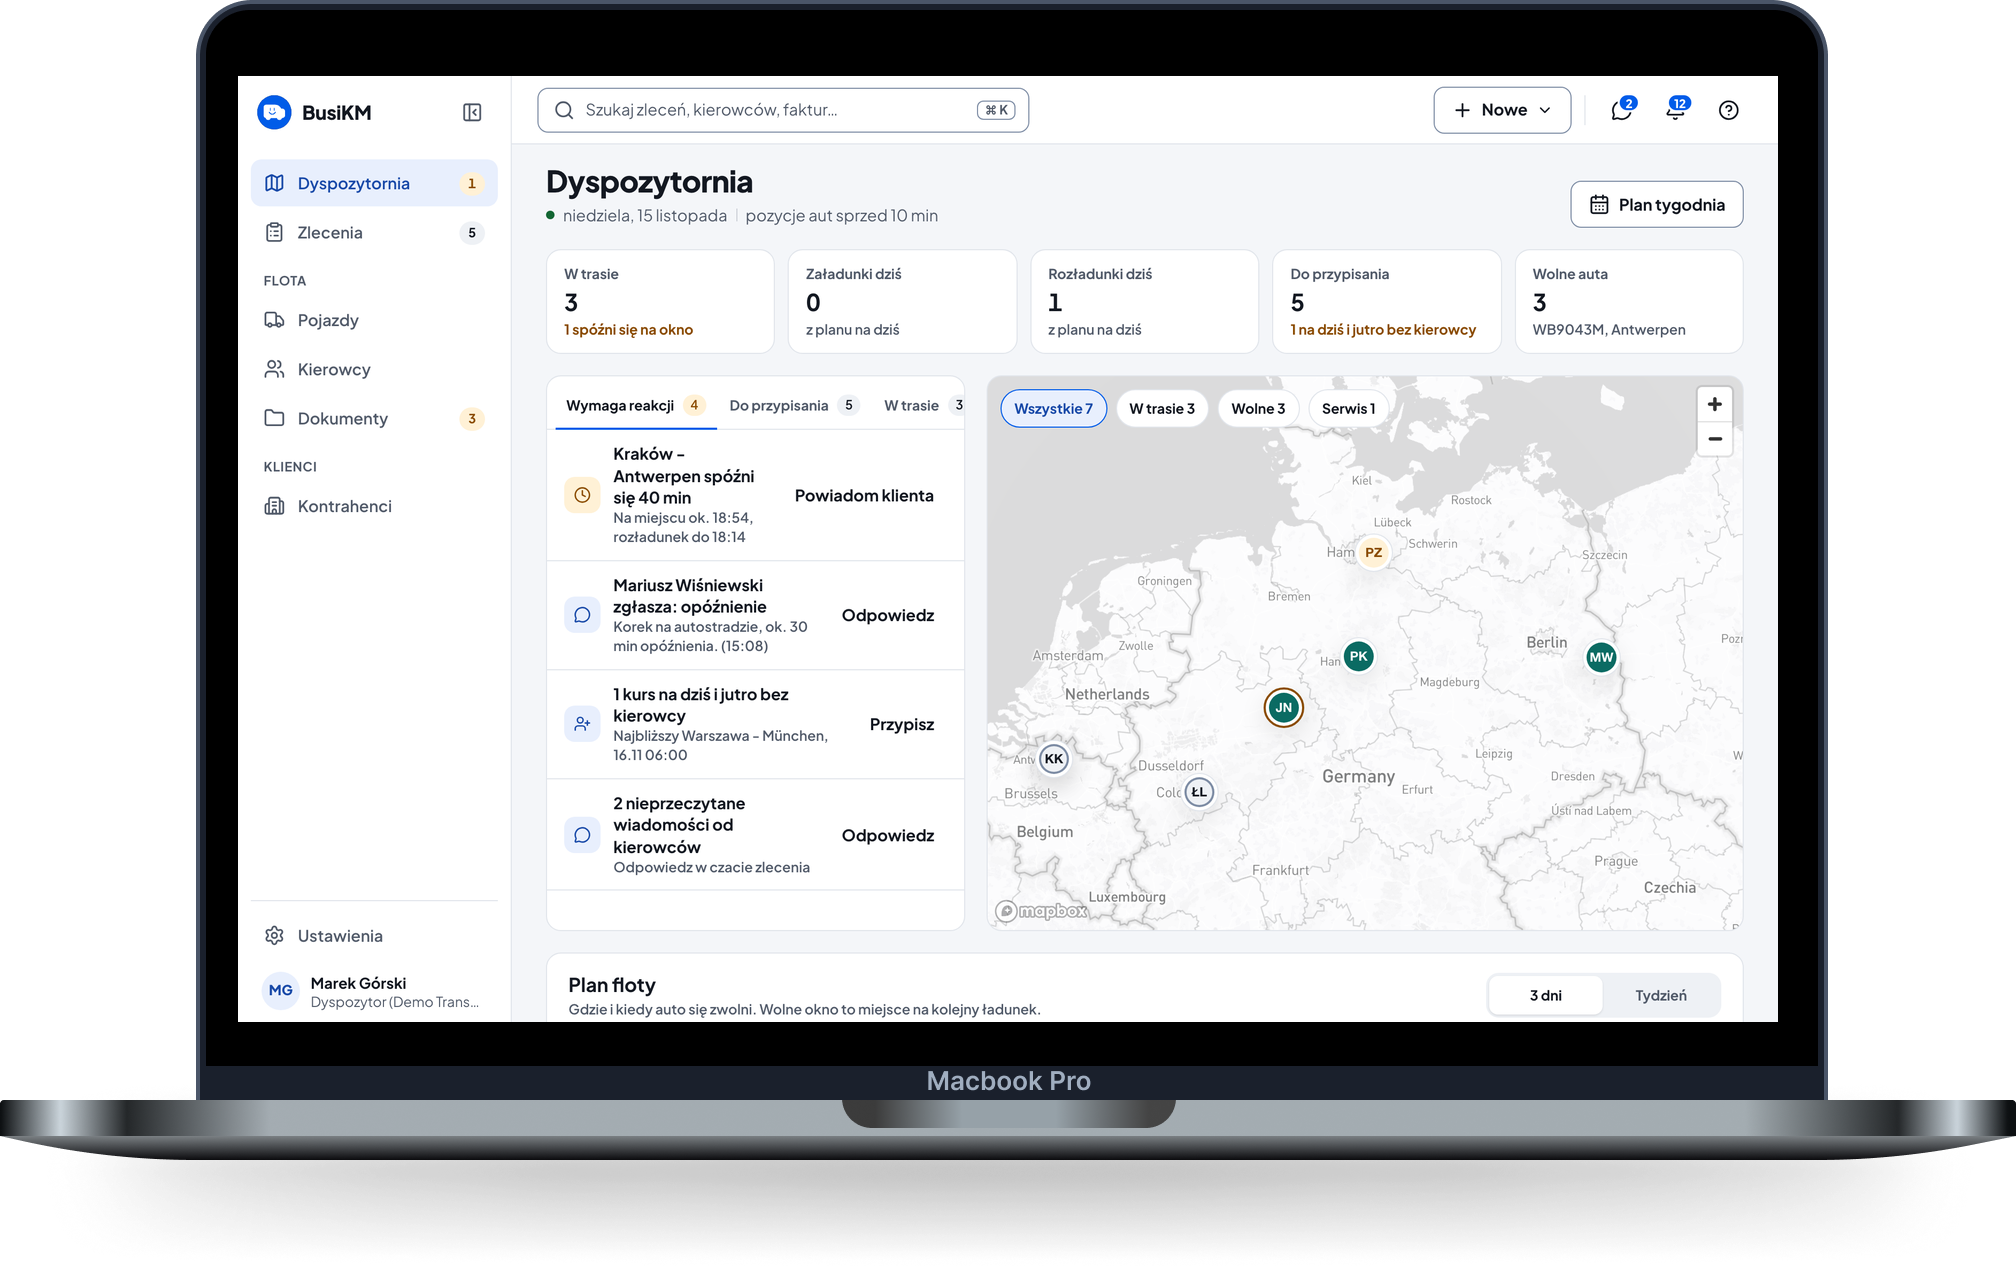 BusiKM
Szukaj zleceń, kierowców, faktur...
⌘ K
Nowe
2
12
Dyspozytornia
1
Zlecenia
5
FLOTA
Pojazdy
Kierowcy
Dokumenty
3
KLIENCI
Kontrahenci
Ustawienia
MG
Marek Górski
Dyspozytor (Demo Trans...
Dyspozytornia
niedziela, 15 listopada | pozycje aut sprzed 10 min
Plan tygodnia
W trasie
3
1 spóźni się na okno
Załadunki dziś
0
z planu na dziś
Rozładunki dziś
1
z planu na dziś
Do przypisania
5
1 na dziś i jutro bez kierowcy
Wolne auta
3
WB9043M, Antwerpen
Wymaga reakcji 4
Do przypisania 5
W trasie 3
Kraków -
Antwerpen spóźni
się 40 min
Na miejscu ok. 18:54,
rozładunek do 18:14
Powiadom klienta
Mariusz Wiśniewski
zgłasza: opóźnienie
Korek na autostradzie, ok. 30
min opóźnienia. (15:08)
Odpowiedz
1 kurs na dziś i jutro bez
kierowcy
Najbliższy Warszawa - München,
16.11 06:00
Przypisz
2 nieprzeczytane
wiadomości od
kierowców
Odpowiedz w czacie zlecenia
Odpowiedz
Wszystkie 7
W trasie 3
Wolne 3
Serwis 1
+
−
Kiel
Rostock
Lübeck
Ham
PZ
Schwerin
Szczecin
Groningen
Bremen
Zwolle
Amsterdam
Han
PK
Berlin
MW
Pozn
Netherlands
Magdeburg
JN
Antw
KK
Dusseldorf
Leipzig
W
Brussels
Colo
ŁL
Germany
Erfurt
Dresden
Ústí nad Labem
Belgium
Frankfurt
Prague
Czechia
Luxembourg
mapbox
Plan floty
Gdzie i kiedy auto się zwolni. Wolne okno to miejsce na kolejny ładunek.
3 dni
Tydzień
Macbook Pro